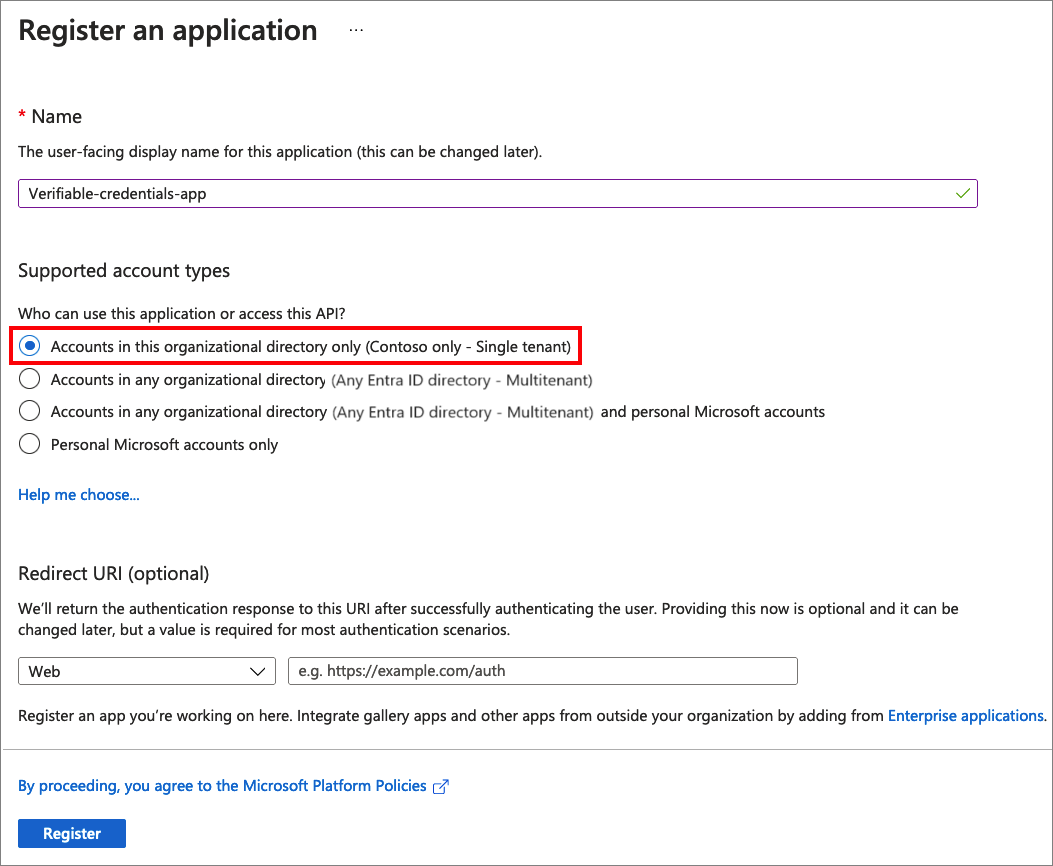 Register an application ...
* Name
The user-facing display name for this application (this can be changed later).
Verifiable-credentials-app
Supported account types
Who can use this application or access this API?
Accounts in this organizational directory only (Contoso only - Single tenant)
Accounts in any organizational directory (Any Entra ID directory - Multitenant)
Accounts in any organizational directory (Any Entra ID directory - Multitenant) and personal Microsoft accounts
Personal Microsoft accounts only
Help me choose...
Redirect URI (optional)
We'll return the authentication response to this URI after successfully authenticating the user. Providing this now is optional and it can be
changed later, but a value is required for most authentication scenarios.
Web e.g. https://example.com/auth
Register an app you're working on here. Integrate gallery apps and other apps from outside your organization by adding from Enterprise applications.
By proceeding, you agree to the Microsoft Platform Policies
Register